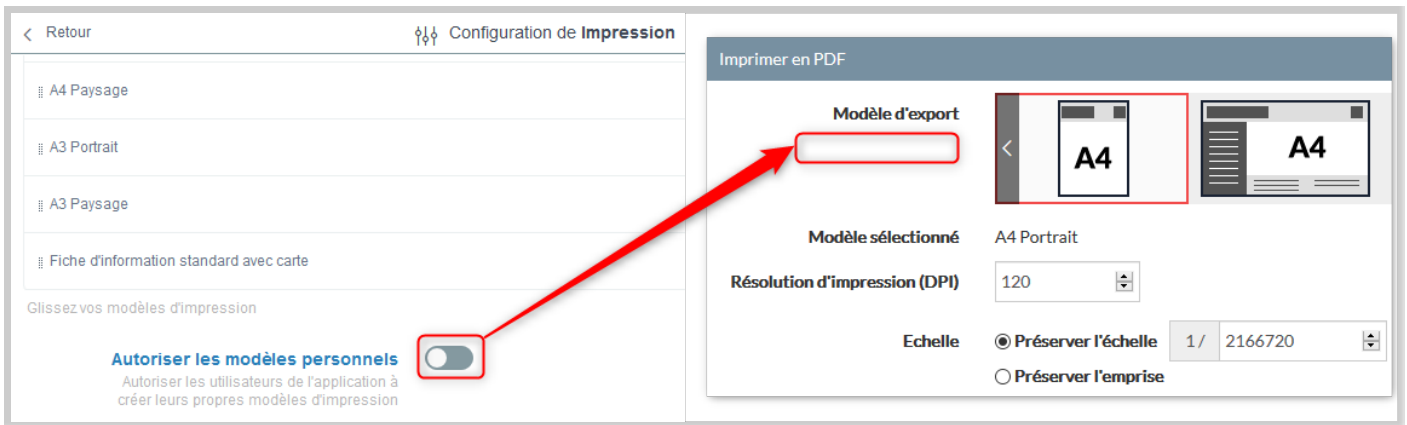 Retour
Configuration de Impression
A4 Paysage
A3 Portrait
A3 Paysage
Fiche d'information standard avec carte
Glissez vos modèles d'impression
Autoriser les modèles personnels
Autoriser les utilisateurs de l'application à
créer leurs propres modèles d'impression
Imprimer en PDF
Modèle d'export
A4
A4
Modèle sélectionné A4 Portrait
Résolution d'impression (DPI) 120
Echelle Préserver l'échelle 1 / 2166720
Préserver l'emprise